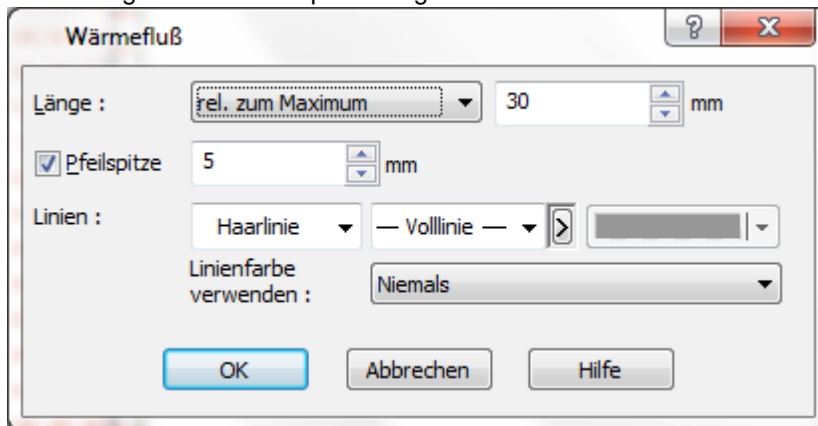 Wärmefluß
Länge : rel. zum Maximum 30 mm
Pfeilspitze 5 mm
Linien : Haarlinie — Volllinie — >
Linienfarbe
verwenden : Niemals
OK Abbrechen Hilfe